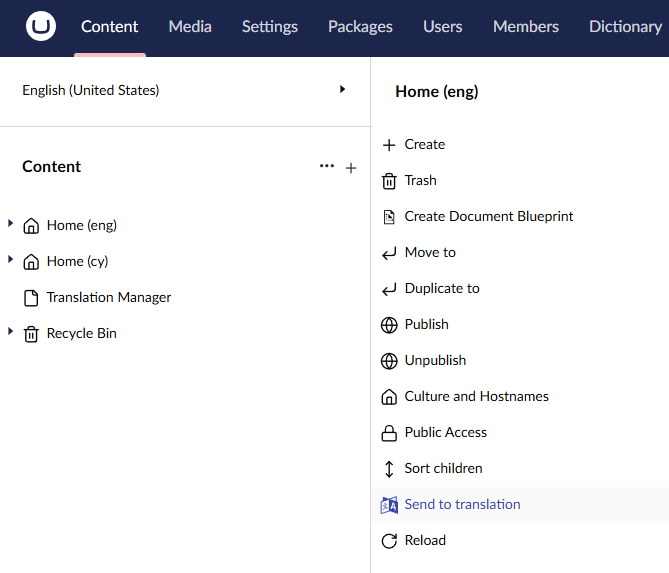 Content Media Settings Packages Users Members Dictionary
English (United States)
Content
Home (eng)
Home (cy)
Translation Manager
Recycle Bin
Home (eng)
Create
Trash
Create Document Blueprint
Move to
Duplicate to
Publish
Unpublish
Culture and Hostnames
Public Access
Sort children
Send to translation
Reload